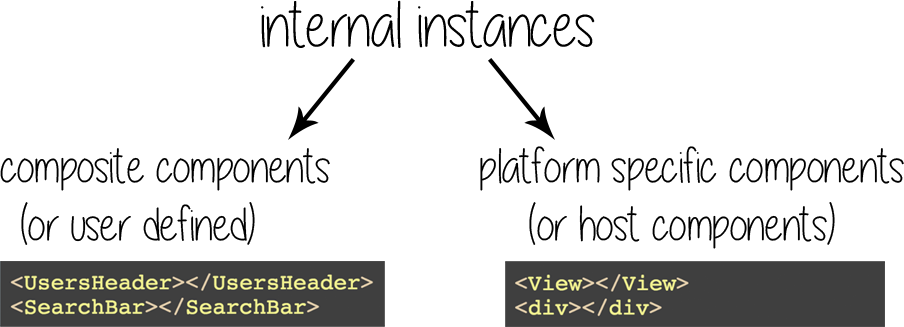 internal instances
composite components
(or user defined)
<UsersHeader></UsersHeader>
<SearchBar></SearchBar>
platform specific components
(or host components)
<View></View>
<div></div>